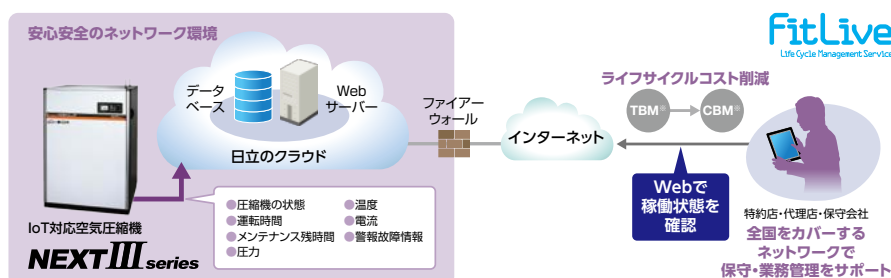 安心安全のネットワーク環境
データ
ベース
Web
サーバー
日立のクラウド
ファイアー
ウォール
インターネット
FitLive
Life Cycle Management Service
ライフサイクルコスト削減
TBM※
CBM※
Webで
稼働状態を
確認
IoT対応空気圧縮機
NEXTIII series
●圧縮機の状態
●運転時間
●メンテナンス残時間
●圧力
●温度
●電流
●警報故障情報
特約店・代理店・保守会社
全国をカバーする
ネットワークで
保守・業務管理をサポート